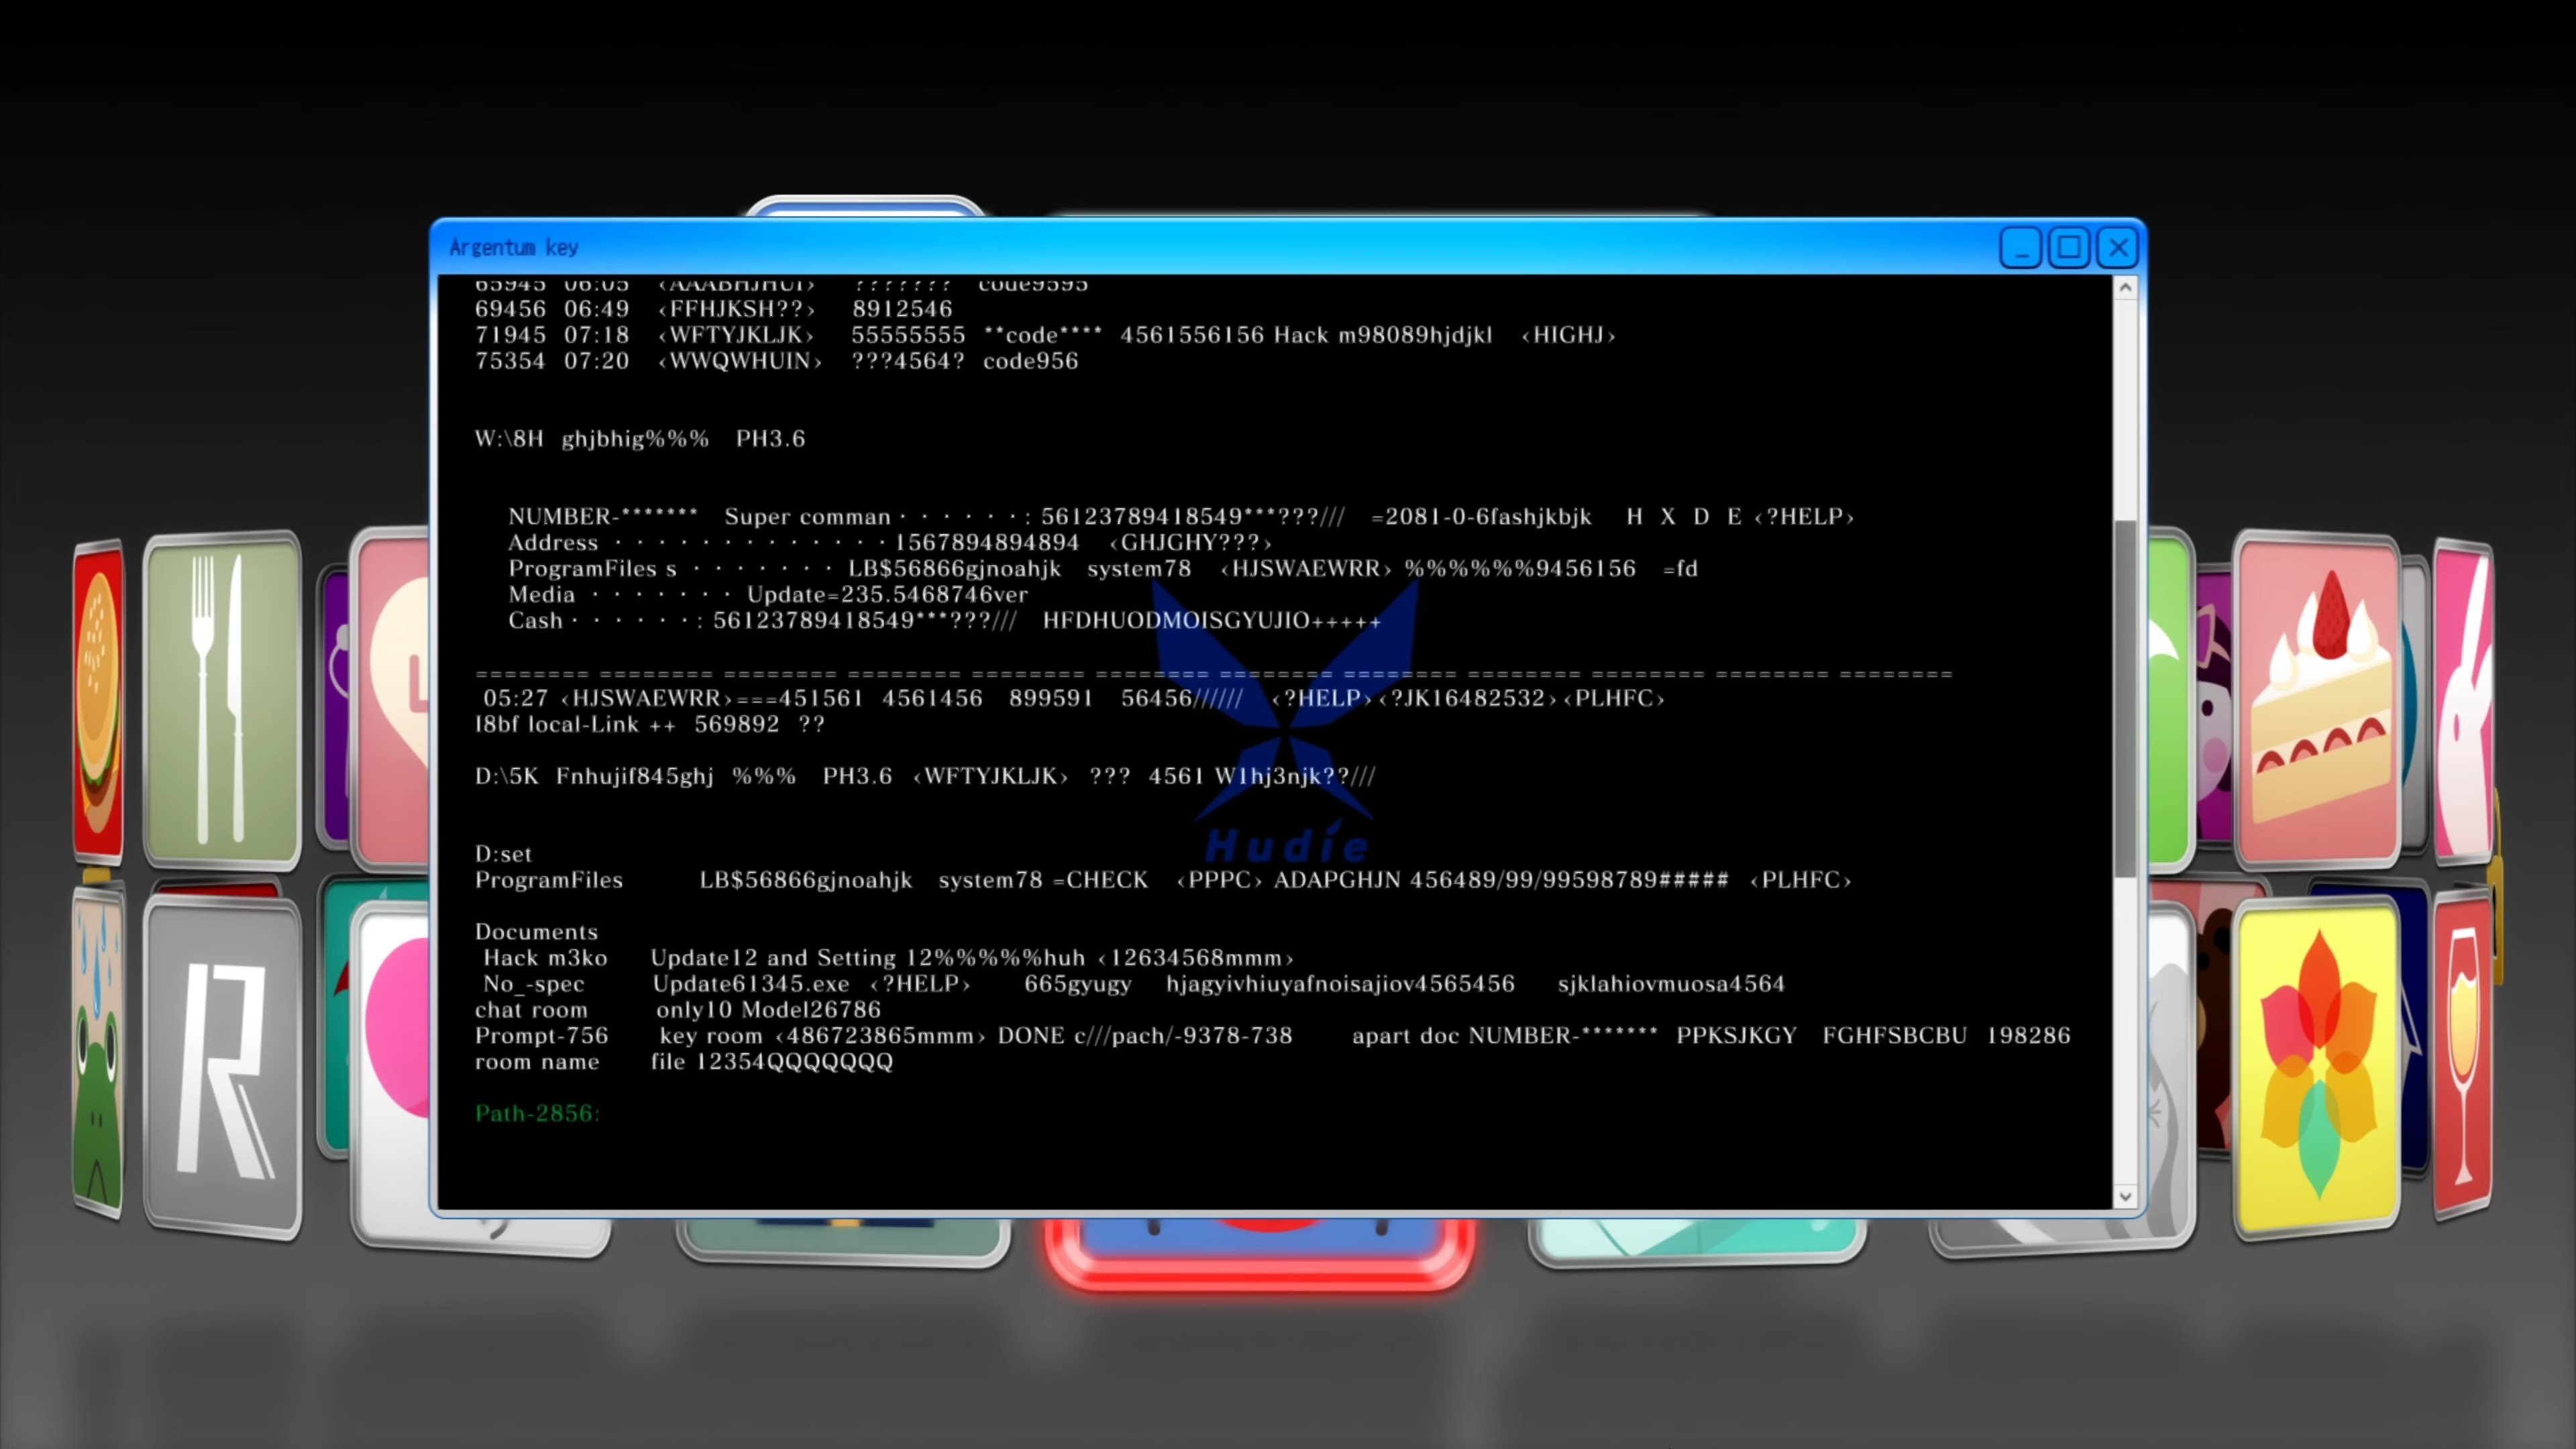 Argentum key
65945 06:05 ‹AAABHJHUI› ??????? code9595
69456 06:49 ‹FFHJKSH??› 8912546
71945 07:18 ‹WFTYJKLJK› 55555555 **code**** 4561556156 Hack m98089hjdjkl ‹HIGHJ›
75354 07:20 ‹WWQWHUIN› ???4564? code956
W:\8H ghjbhig%%% PH3.6
NUMBER-******* Super comman · · · · · · : 56123789418549***???/// =2081-0-6fashjkbjk H X D E ‹?HELP›
Address · · · · · · · · · · · · · 1567894894894 ‹GHJGHY???›
ProgramFiles s · · · · · · · LB$56866gjnoahjk system78 ‹HJSWAEWRR› %%%%%%9456156 =fd
Media · · · · · · · Update=235.5468746ver
Cash · · · · · · : 56123789418549***???/// HFDHUODMOISGYUJIO+++++
======== ======== ======== ======== ======== ======== ======== ======== ======== ======== ======== ========
05:27 ‹HJSWAEWRR›===451561 4561456 899591 56456////// ‹?HELP›‹?JK16482532›‹PLHFC›
I8bf local-Link ++ 569892 ??
D:\5K Fnhujif845ghj %%% PH3.6 ‹WFTYJKLJK› ??? 4561 W1hj3njk??///
Hudíe
D:set
ProgramFiles LB$56866gjnoahjk system78 =CHECK ‹PPPC› ADAPGHJN 456489/99/99598789##### ‹PLHFC›
Documents
Hack m3ko Update12 and Setting 12%%%%%huh ‹12634568mmm›
No_-spec Update61345.exe ‹?HELP› 665gyugy hjagyivhiuyafnoisajiov4565456 sjklahiovmuosa4564
chat room only10 Model26786
Prompt-756 key room ‹486723865mmm› DONE c///pach/-9378-738 apart doc NUMBER-******* PPKSJKGY FGHFSBCBU 198286
room name file 12354QQQQQQQ
Path-2856: